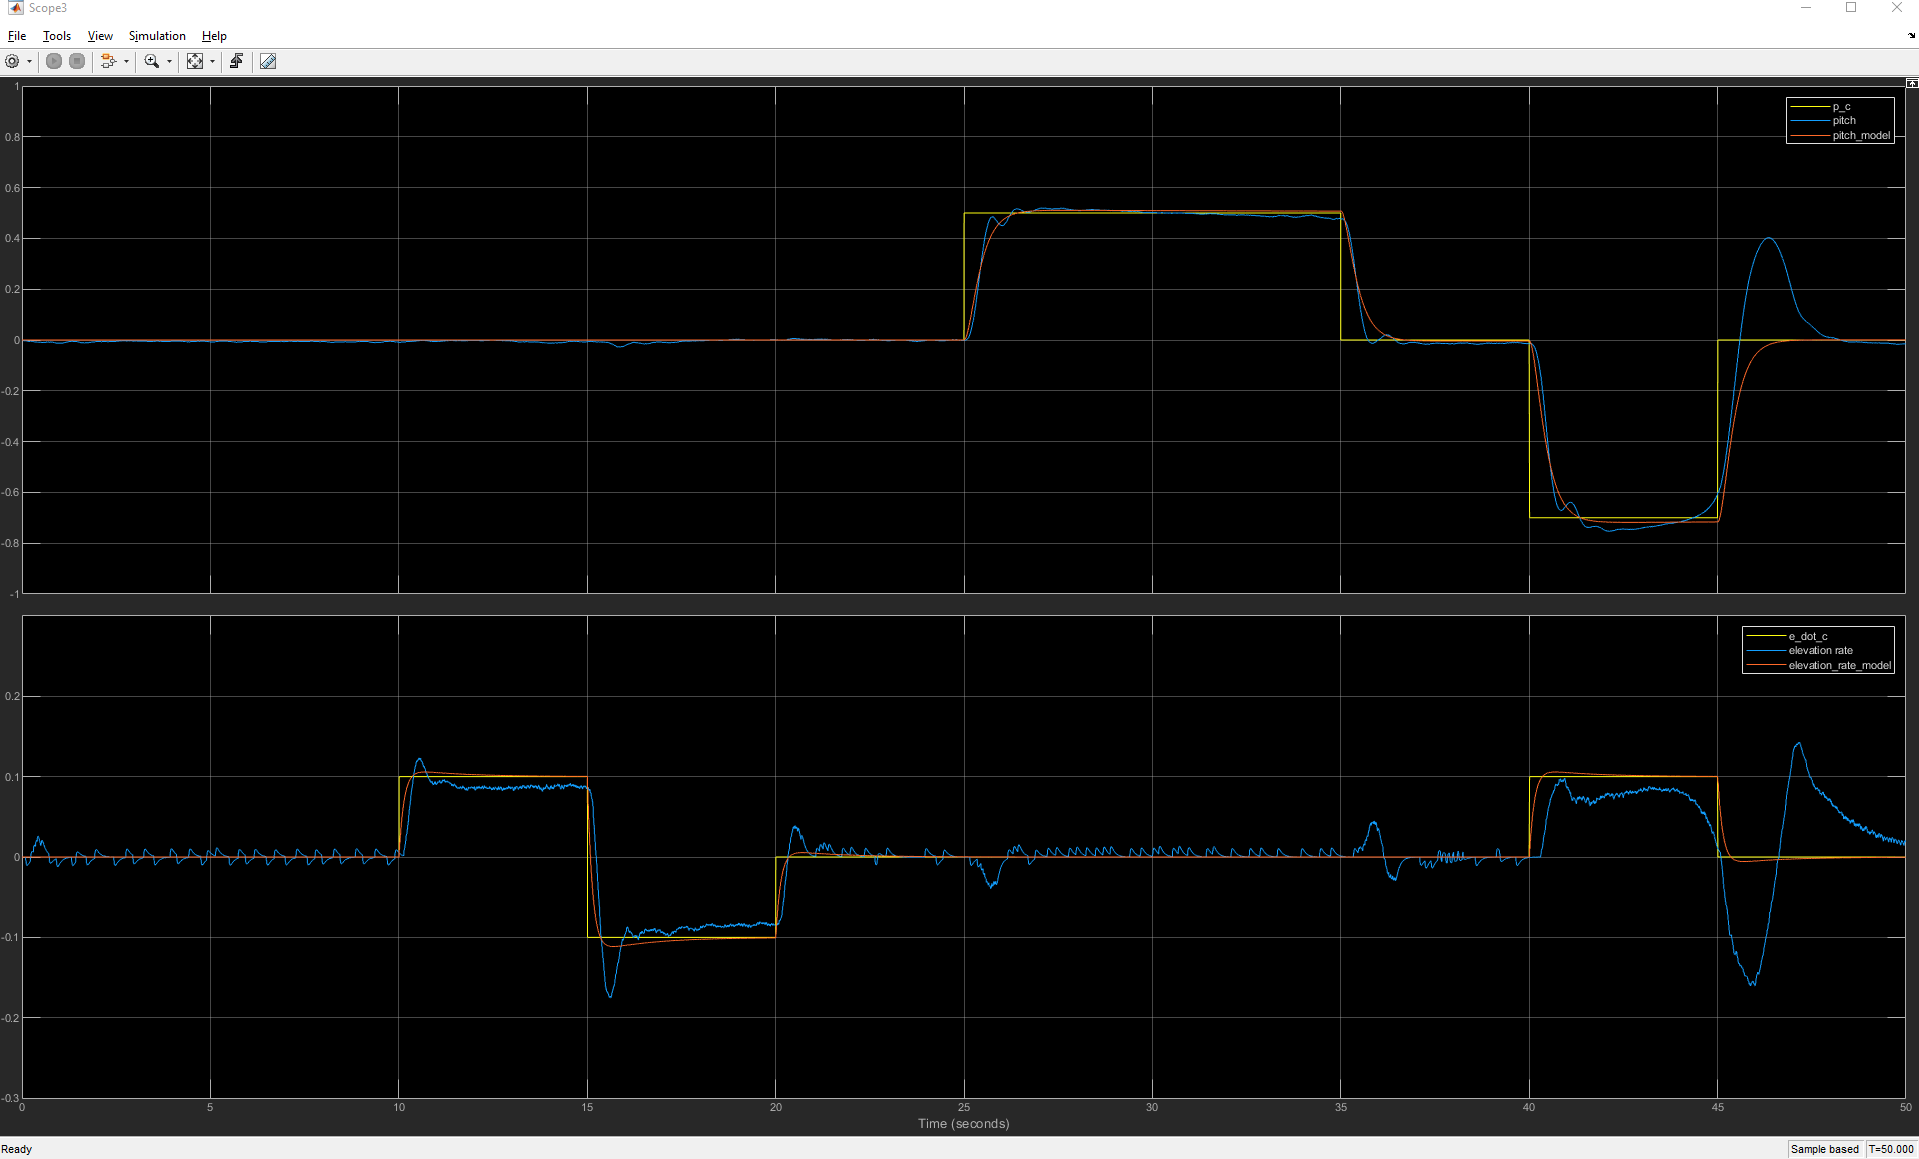 Scope3
File Tools View Simulation Help
1
0.8
0.6
0.4
0.2
0
-0.2
-0.4
-0.6
-0.8
-1
p_c
pitch
pitch_model
0.2
0.1
0
-0.1
-0.2
-0.3
e_dot_c
elevation rate
elevation_rate_model
0 5 10 15 20 25 30 35 40 45 50
Time (seconds)
Ready Sample based T=50.000